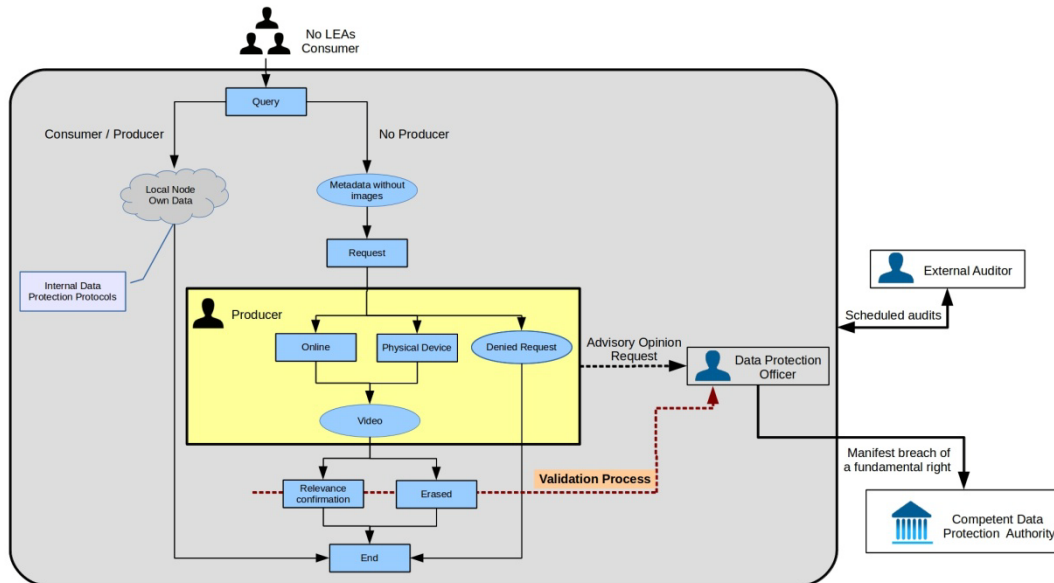 No LEAs
Consumer
Query
Consumer / Producer
No Producer
Local Node
Own Data
Metadata without
images
Request
Internal Data
Protection Protocols
External Auditor
Scheduled audits
Producer
Online
Physical Device
Denied Request
Advisory Opinion
Request
Data Protection
Officer
Video
Manifest breach of
a fundamental right
Validation Process
Relevance
confirmation
Erased
Competent Data
Protection Authority
End